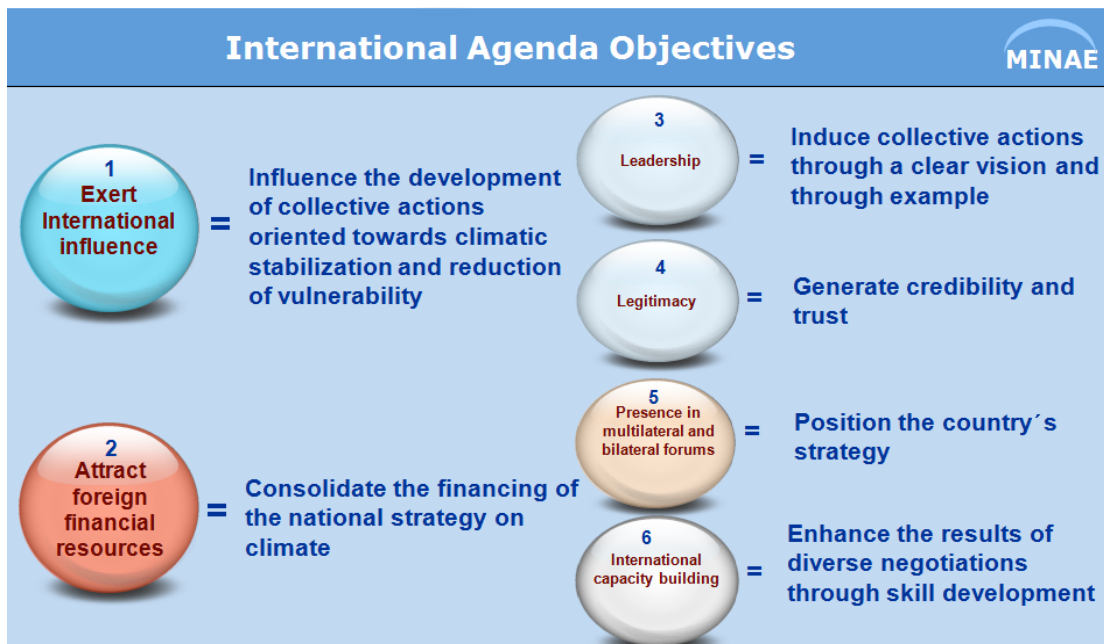 International Agenda Objectives
MINAE
1
Exert
International
influence
=
Influence the development
of collective actions
oriented towards climatic
stabilization and reduction
of vulnerability
2
Attract
foreign
financial
resources
=
Consolidate the financing of
the national strategy on
climate
3
Leadership
=
Induce collective actions
through a clear vision and
through example
4
Legitimacy
=
Generate credibility and
trust
5
Presence in
multilateral and
bilateral forums
=
Position the country´s
strategy
6
International
capacity building
=
Enhance the results of
diverse negotiations
through skill development